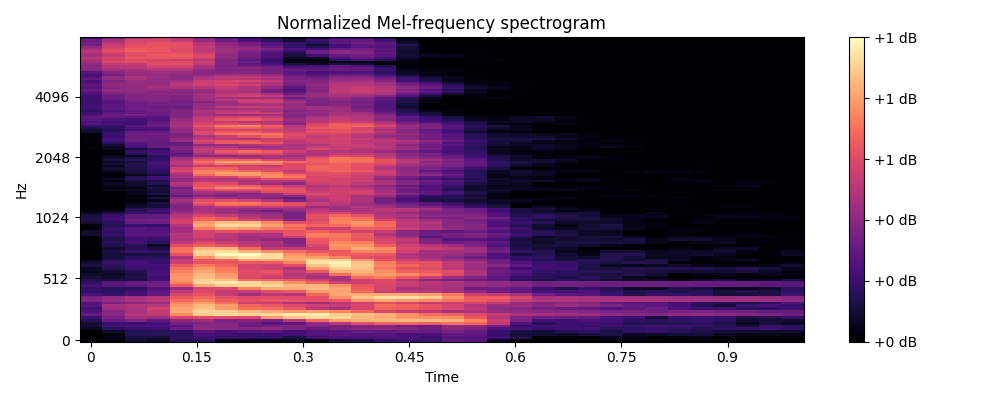 Normalized Mel-frequency spectrogram
Hz
4096
2048
1024
512
0
0 0.15 0.3 0.45 0.6 0.75 0.9
Time
+1 dB
+1 dB
+1 dB
+0 dB
+0 dB
+0 dB